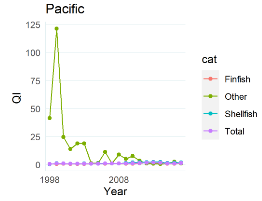 Pacific
125
100
75
50
25
0
QI
1998
2008
Year
cat
Finfish
Other
Shellfish
Total